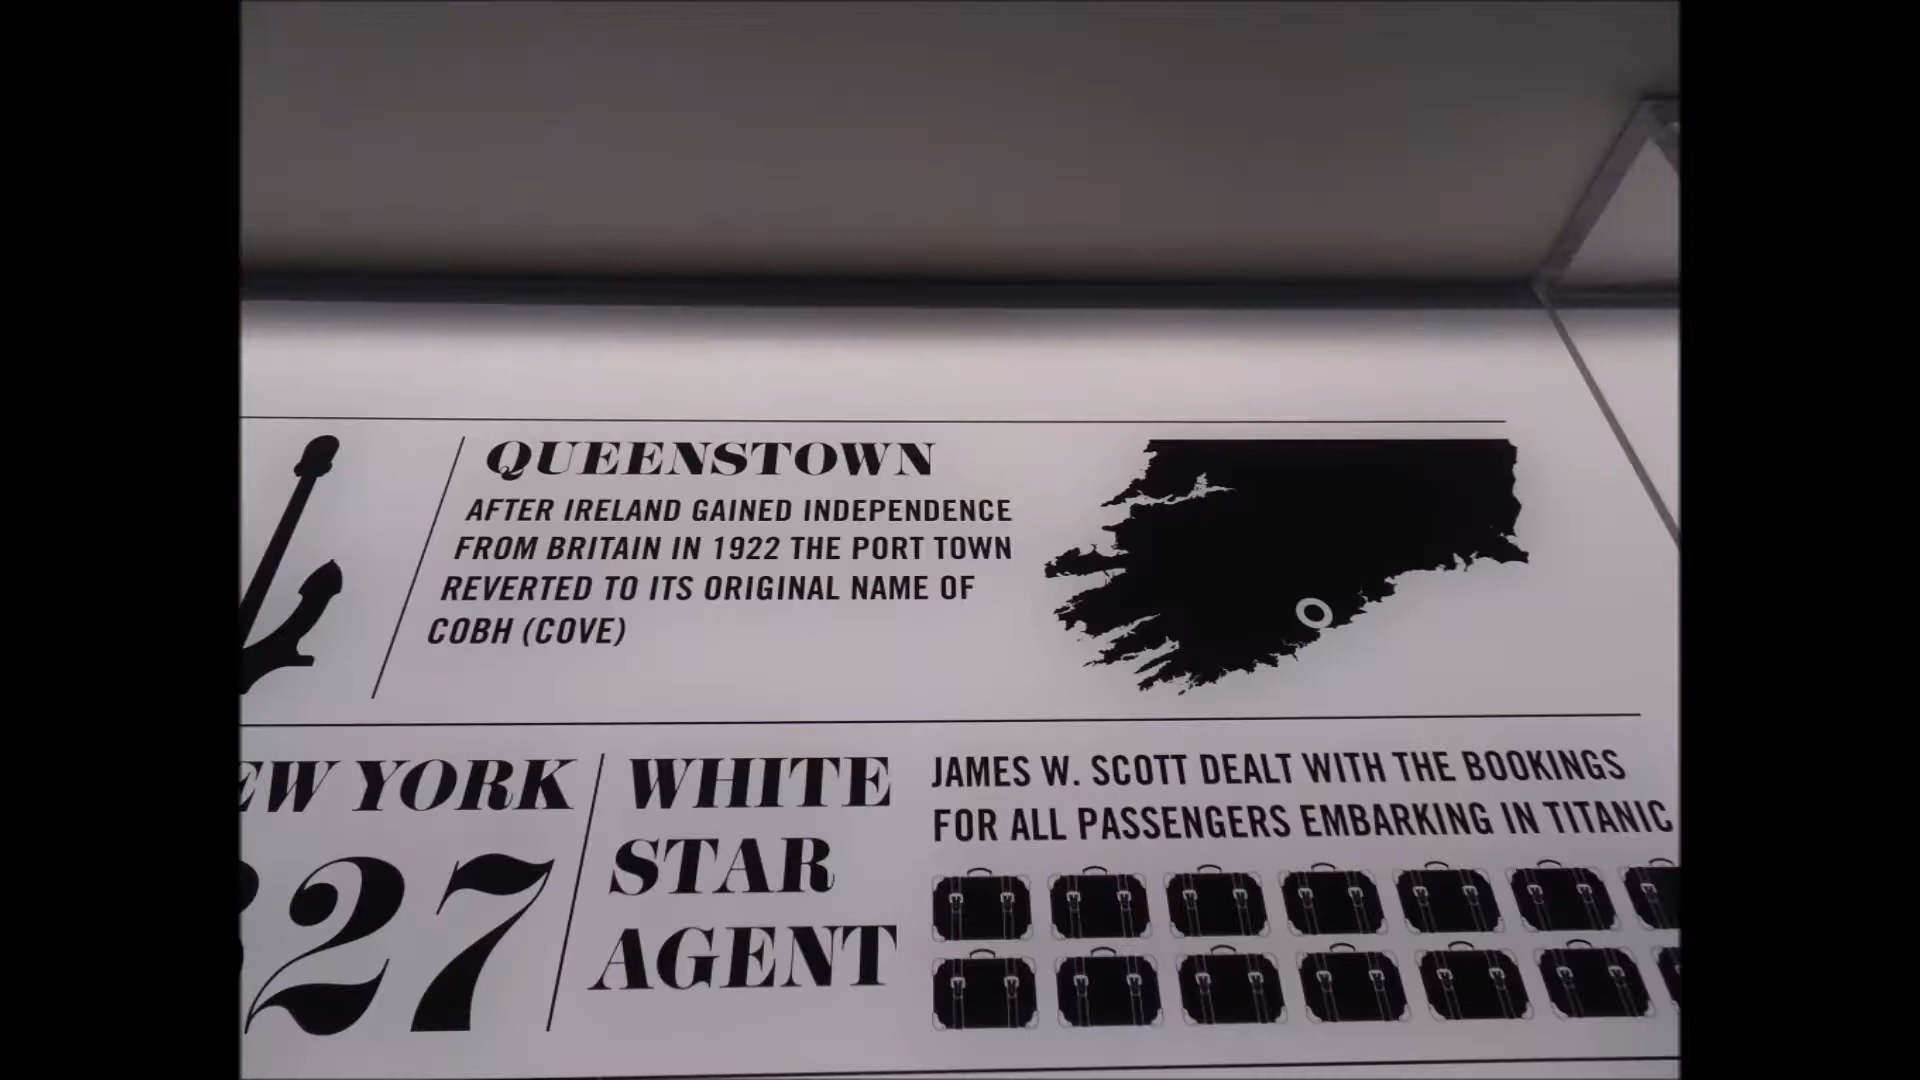 QUEENSTOWN
AFTER IRELAND GAINED INDEPENDENCE
FROM BRITAIN IN 1922 THE PORT TOWN
REVERTED TO ITS ORIGINAL NAME OF
COBH (COVE)
EW YORK
27
WHITE
STAR
AGENT
JAMES W. SCOTT DEALT WITH THE BOOKINGS
FOR ALL PASSENGERS EMBARKING IN TITANIC